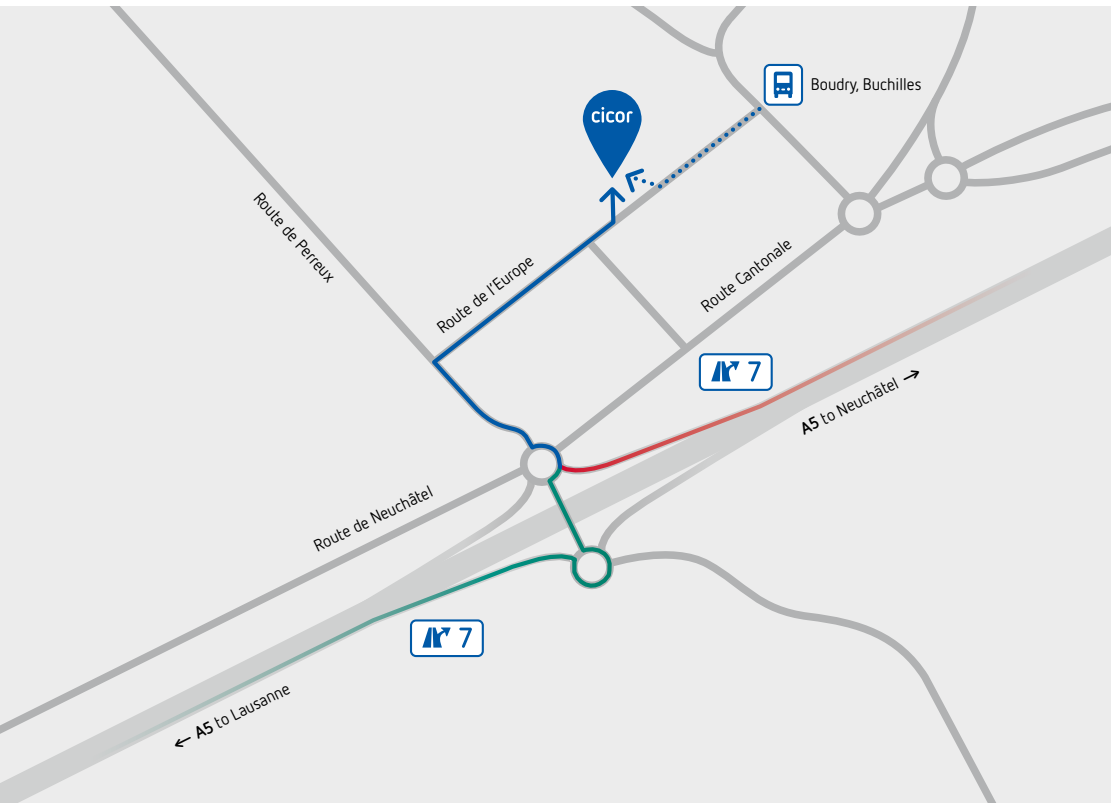 Boudry, Buchilles
cicor
Route de Perreux
Route de l'Europe
Route Cantonale
7
A5 to Neuchâtel →
Route de Neuchâtel
7
← A5 to Lausanne